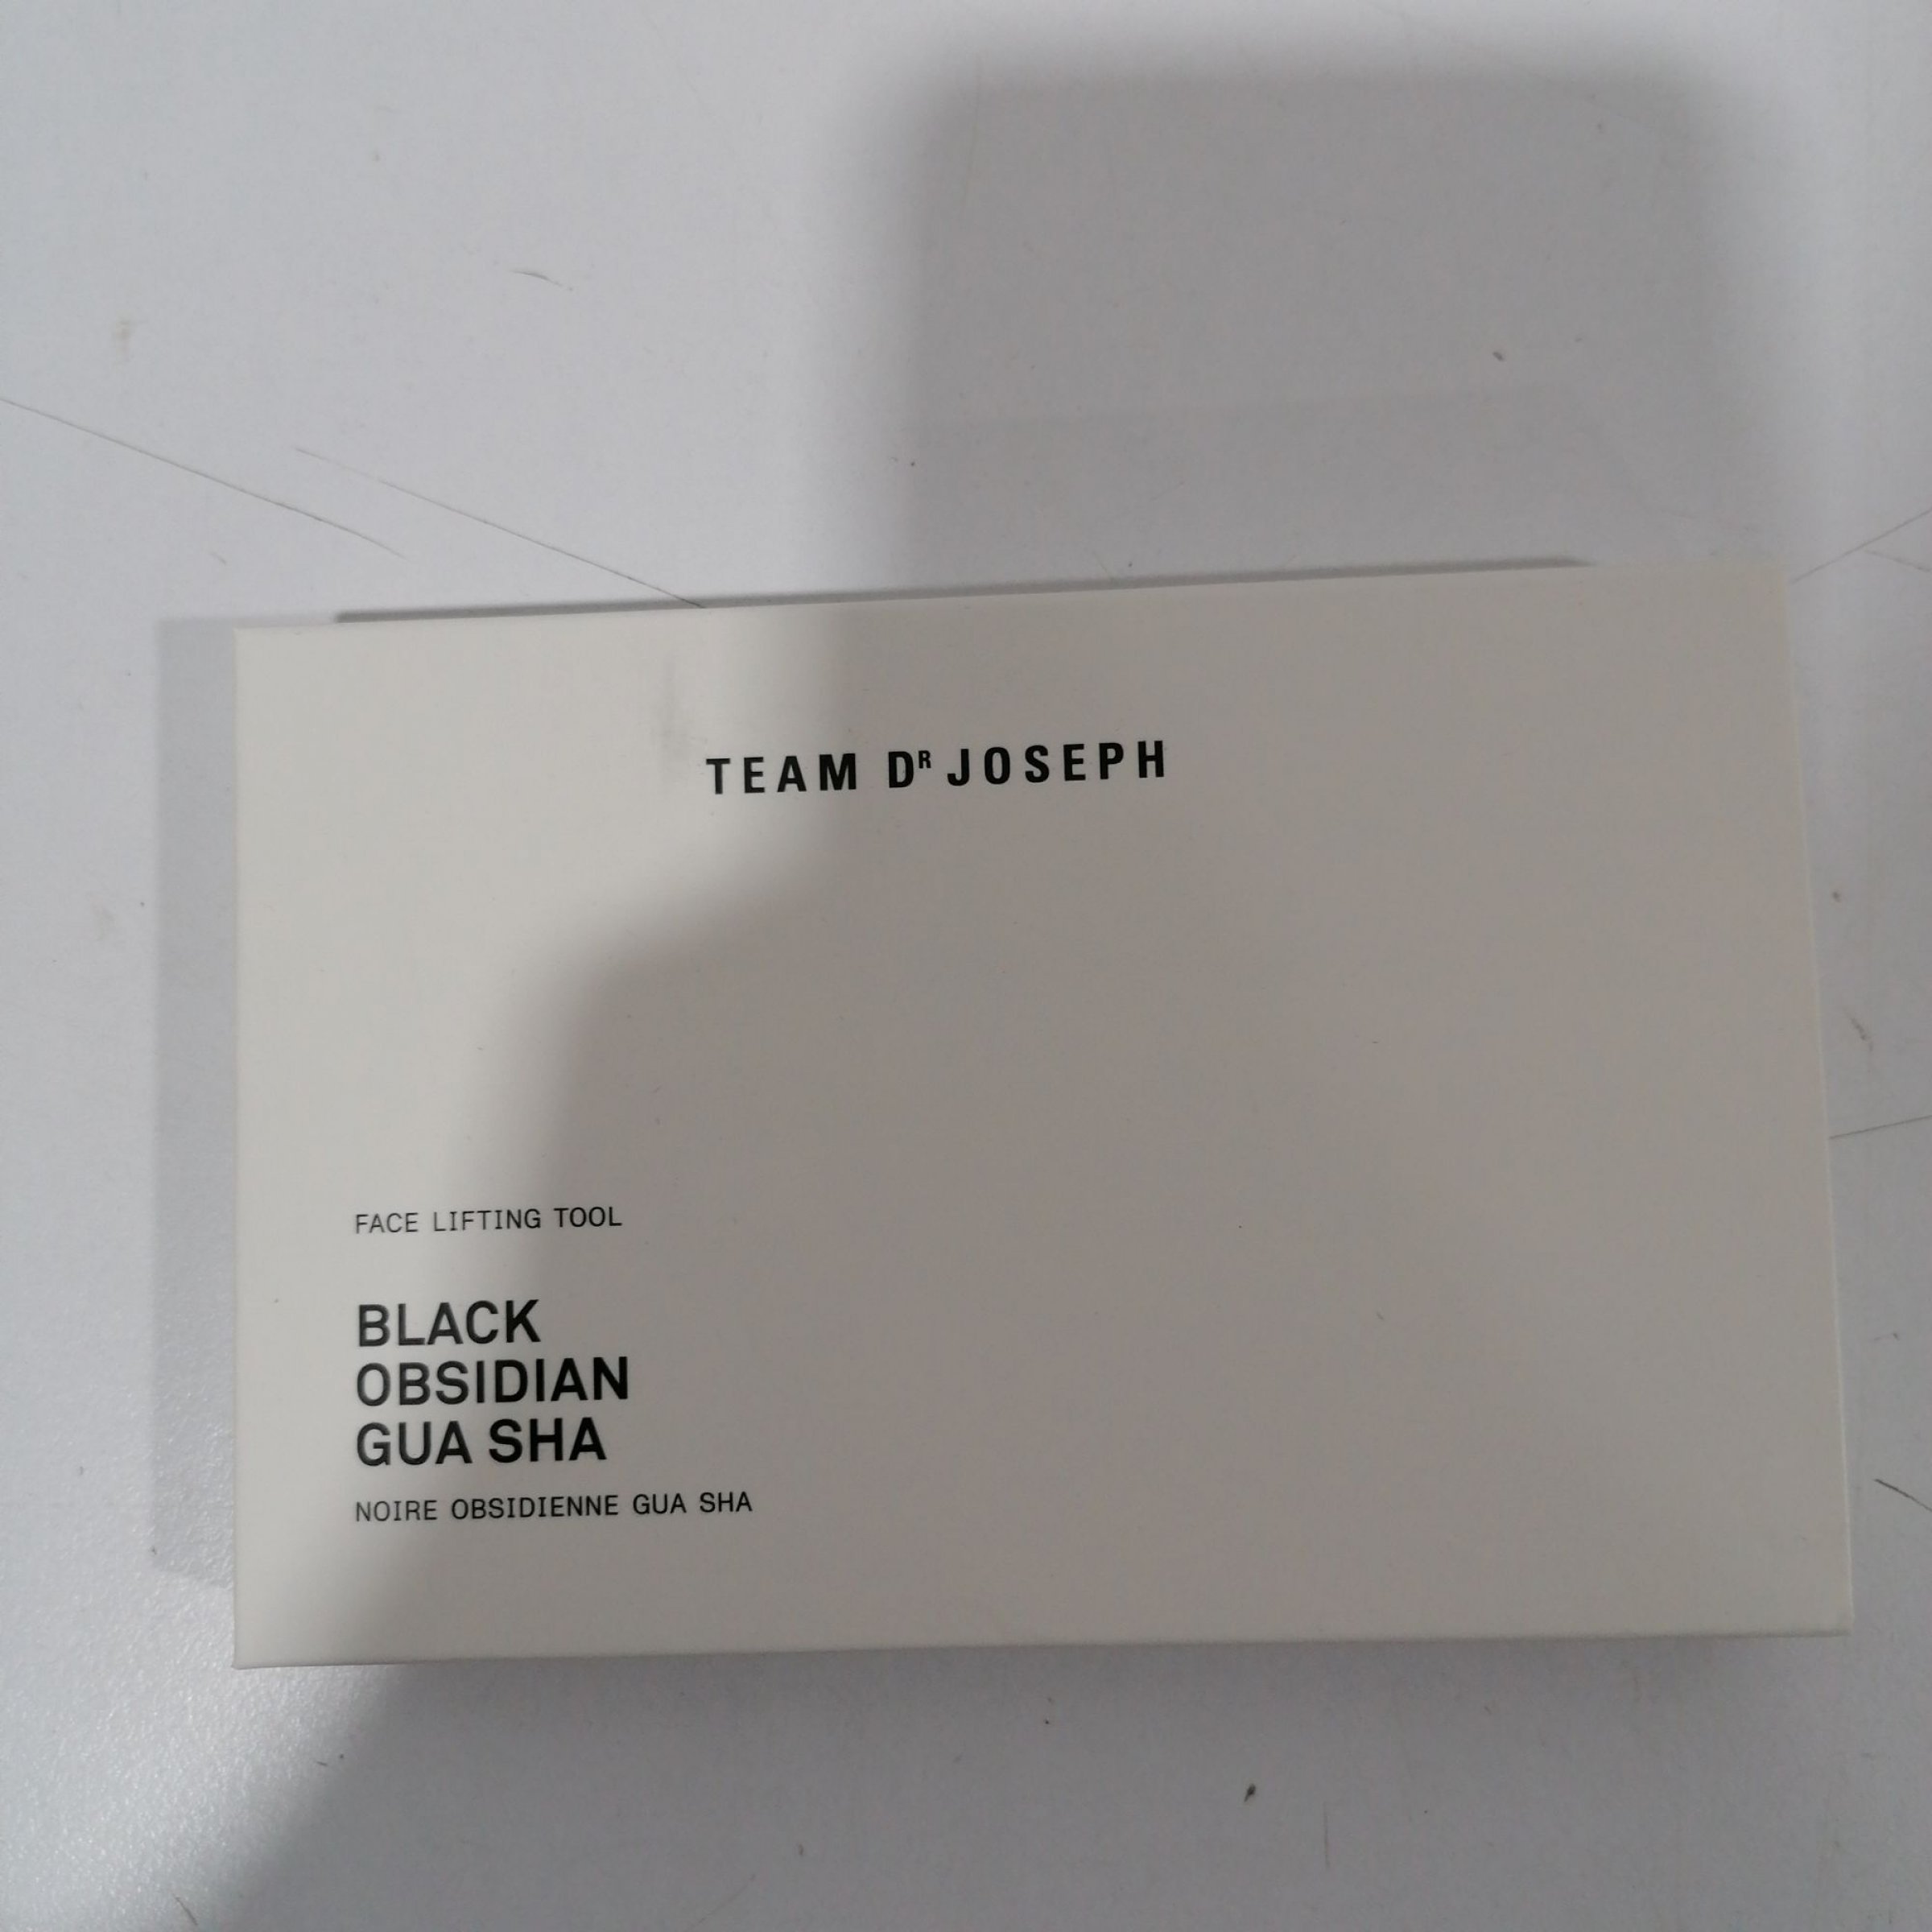 TEAM DR JOSEPH
FACE LIFTING TOOL
BLACK
OBSIDIAN
GUA SHA
NOIRE OBSIDIENNE GUA SHA